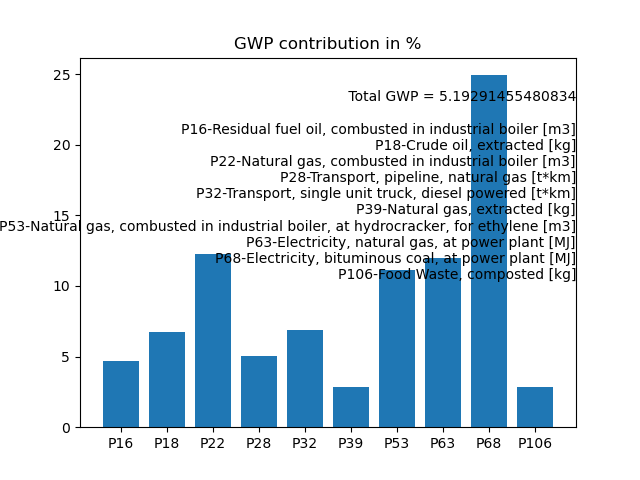 GWP contribution in %
25
20
15
10
5
0
Total GWP = 5.19291455480834
P16-Residual fuel oil, combusted in industrial boiler [m3]
P18-Crude oil, extracted [kg]
P22-Natural gas, combusted in industrial boiler [m3]
P28-Transport, pipeline, natural gas [t*km]
P32-Transport, single unit truck, diesel powered [t*km]
P39-Natural gas, extracted [kg]
P53-Natural gas, combusted in industrial boiler, at hydrocracker, for ethylene [m3]
P63-Electricity, natural gas, at power plant [MJ]
P68-Electricity, bituminous coal, at power plant [MJ]
P106-Food Waste, composted [kg]
P16 P18 P22 P28 P32 P39 P53 P63 P68 P106